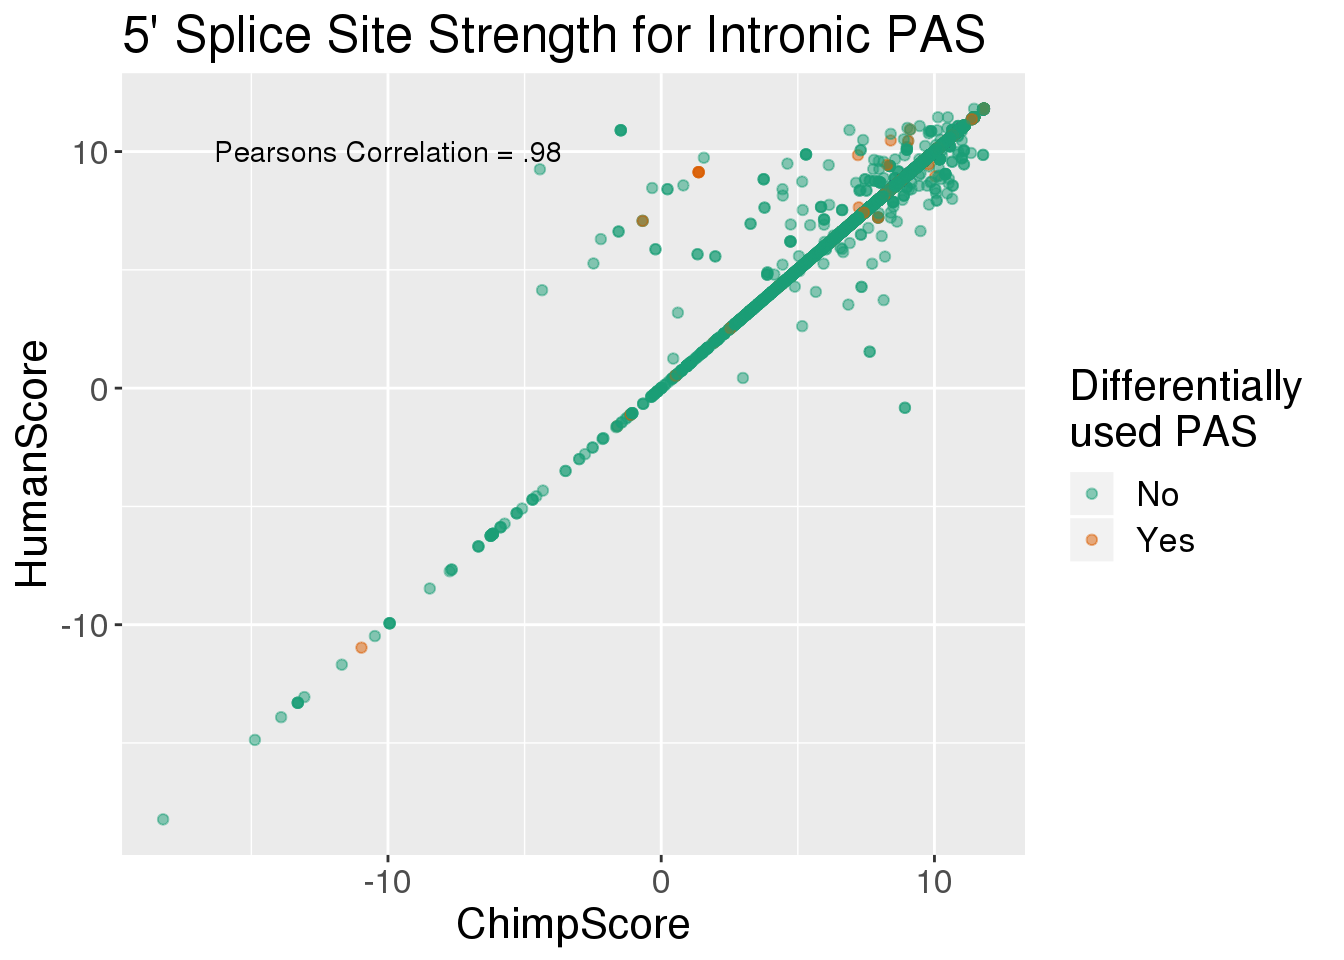 5' Splice Site Strength for Intronic PAS
Pearsons Correlation = .98
HumanScore
10
0
-10
-10
0
10
ChimpScore
Differentially
used PAS
No
Yes